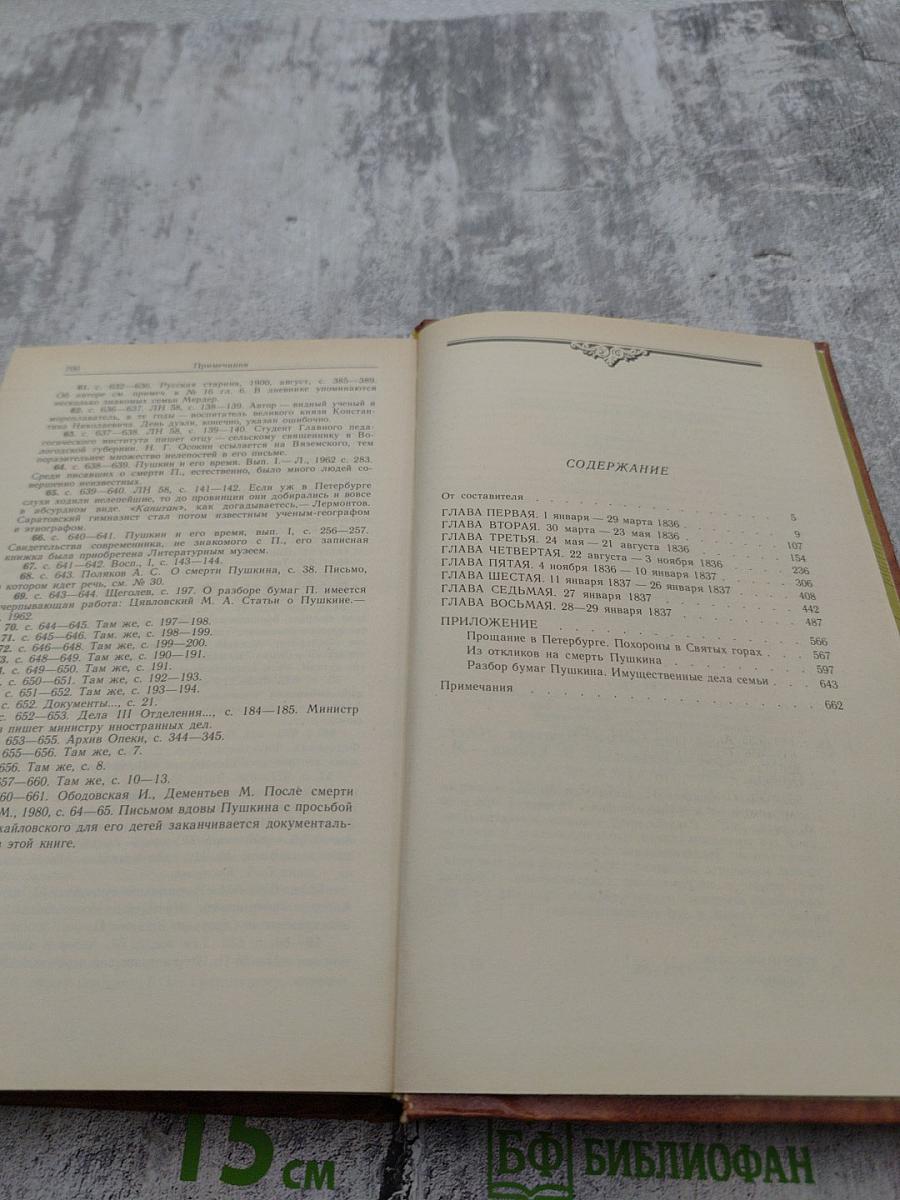 700
Примечания
61. с. 632—636. Русская старина, 1900, август, с. 385—389.
Об авторе см. примеч. к № 16 гл. 6. В дневнике упоминаются
несколько знакомых семьи Мердер.
62. с. 636—637. ЛН 58, с. 138—139. Автор — видный ученый и
мореплаватель, в те годы — воспитатель великого князя Констан-
тина Николаевича. День дуэли, конечно, указан ошибочно.
63. с. 637—638. ЛН 58, с. 139—140. Студент Главного педа-
гогического института пишет отцу — сельскому священнику в Во-
логодской губернии. Н. Г. Осокин ссылается на Вяземского, тем
поразительнее множество нелепостей в его письме.
64. с. 638—639. Пушкин и его время. Вып. I.— Л., 1962 с. 283.
Среди писавших о смерти П., естественно, было много людей со-
вершенно неизвестных.
65. с. 639—640. ЛН 58, с. 141—142. Если уж в Петербурге
слухи ходили нелепейшие, то до провинции они добирались и вовсе
в абсурдном виде. «Капитан», как догадываетесь,— Лермонтов.
Саратовский гимназист стал потом известным ученым-географом
и этнографом.
66. с. 640—641. Пушкин и его время, вып. I, с. 256—257.
Свидетельства современника, не знакомого с П., его записная
книжка была приобретена Литературным музеем.
67. с. 641—642. Восп., I, с. 143—144.
68. с. 643. Поляков А. С. О смерти Пушкина, с. 38. Письмо,
о котором идет речь, см. № 30.
69. с. 643—644. Щеголев, с. 197. О разборе бумаг П. имеется
черпывающая работа: Цявловский М. А. Статьи о Пушкине.—
, 1962.
70. с. 644—645. Там же, с. 197—198.
71. с. 645—646. Там же, с. 198—199.
72. с. 646—648. Там же, с. 199—200.
3. с. 648—649. Там же, с. 190—191.
. с. 649—650. Там же, с. 191.
. с. 650—651. Там же, с. 192—193.
с. 651—652. Там же, с. 193—194.
с. 652. Документы..., с. 21.
с. 652—653. Дела III Отделения..., с. 184—185. Министр
пишет министру иностранных дел.
653—655. Архив Опеки, с. 344—345.
655—656. Там же, с. 7.
656. Там же, с. 8.
657—660. Там же, с. 10—13.
60—661. Ободовская И., Дементьев М. После смерти
М., 1980, с. 64—65. Письмом вдовы Пушкина с просьбой
хайловского для его детей заканчивается документаль-
этой книге.
СОДЕРЖАНИЕ
От составителя . . . . . . . . . . . . 5
ГЛАВА ПЕРВАЯ. 1 января — 29 марта 1836 . . . . 9
ГЛАВА ВТОРАЯ. 30 марта — 23 мая 1836 . . . . 107
ГЛАВА ТРЕТЬЯ. 24 мая — 21 августа 1836 . . . . 154
ГЛАВА ЧЕТВЕРТАЯ. 22 августа — 3 ноября 1836 . . . 236
ГЛАВА ПЯТАЯ. 4 ноября 1836 — 10 января 1837 . . . 306
ГЛАВА ШЕСТАЯ. 11 января 1837 — 26 января 1837 . . . 408
ГЛАВА СЕДЬМАЯ. 27 января 1837 . . . . . 442
ГЛАВА ВОСЬМАЯ. 28—29 января 1837 . . . . . 487
ПРИЛОЖЕНИЕ . . . . . . . . . . . 566
Прощание в Петербурге. Похороны в Святых горах . . 567
Из откликов на смерть Пушкина . . . . . . 597
Разбор бумаг Пушкина. Имущественные дела семьи . . . 643
Примечания . . . . . . . . . . . . 662
15 см
БФ БИБЛИОФАН